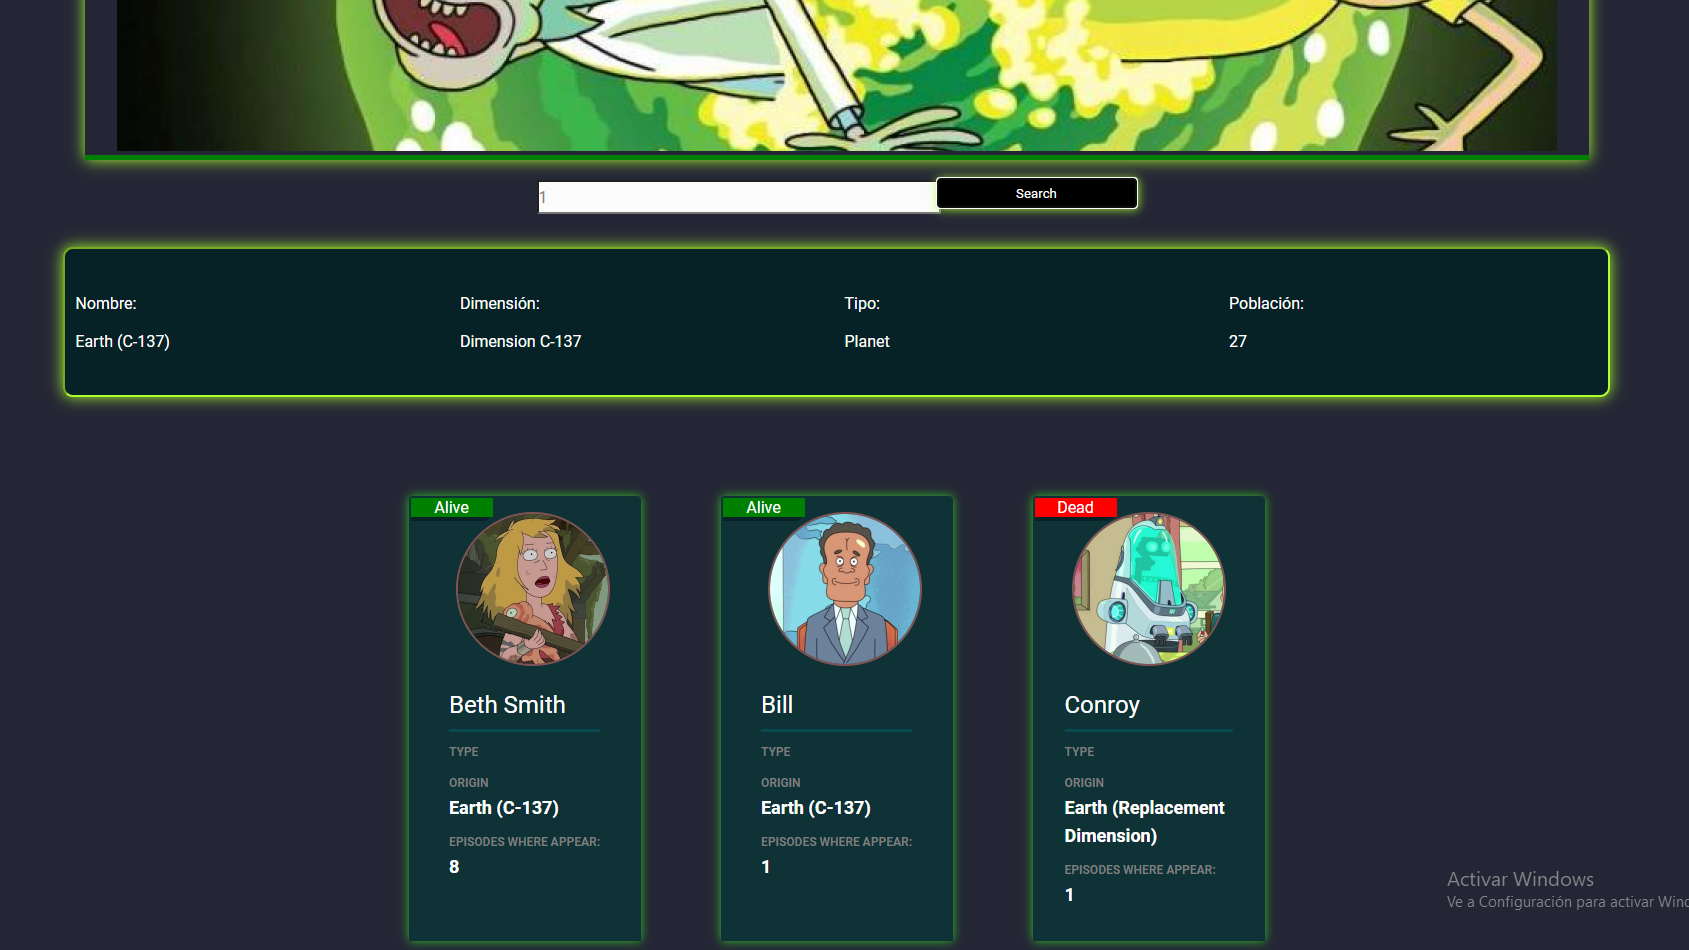 1
Search
Nombre:
Earth (C-137)
Dimensión:
Dimension C-137
Tipo:
Planet
Población:
27
Alive
Beth Smith
TYPE
ORIGIN
Earth (C-137)
EPISODES WHERE APPEAR:
8
Alive
Bill
TYPE
ORIGIN
Earth (C-137)
EPISODES WHERE APPEAR:
1
Dead
Conroy
TYPE
ORIGIN
Earth (Replacement
Dimension)
EPISODES WHERE APPEAR:
1
Activar Windows
Ve a Configuración para activar Winc